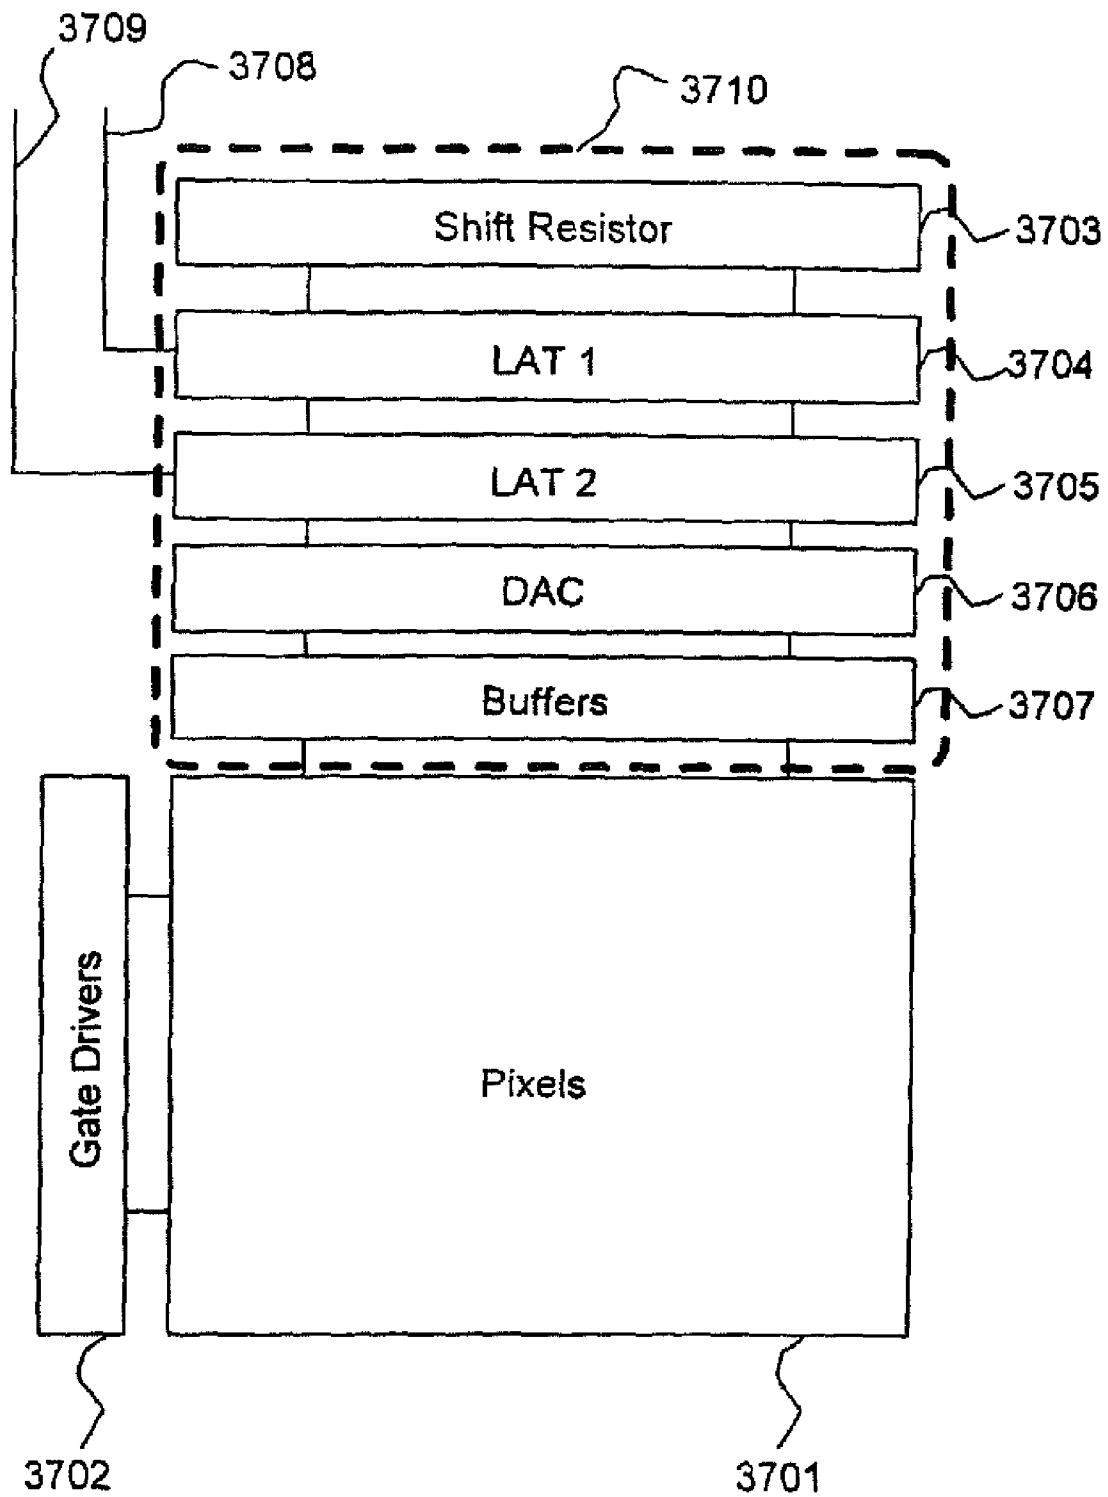 3709
3708
3710
Shift Resistor
3703
LAT 1
3704
LAT 2
3705
DAC
3706
Buffers
3707
Gate Drivers
Pixels
3702
3701